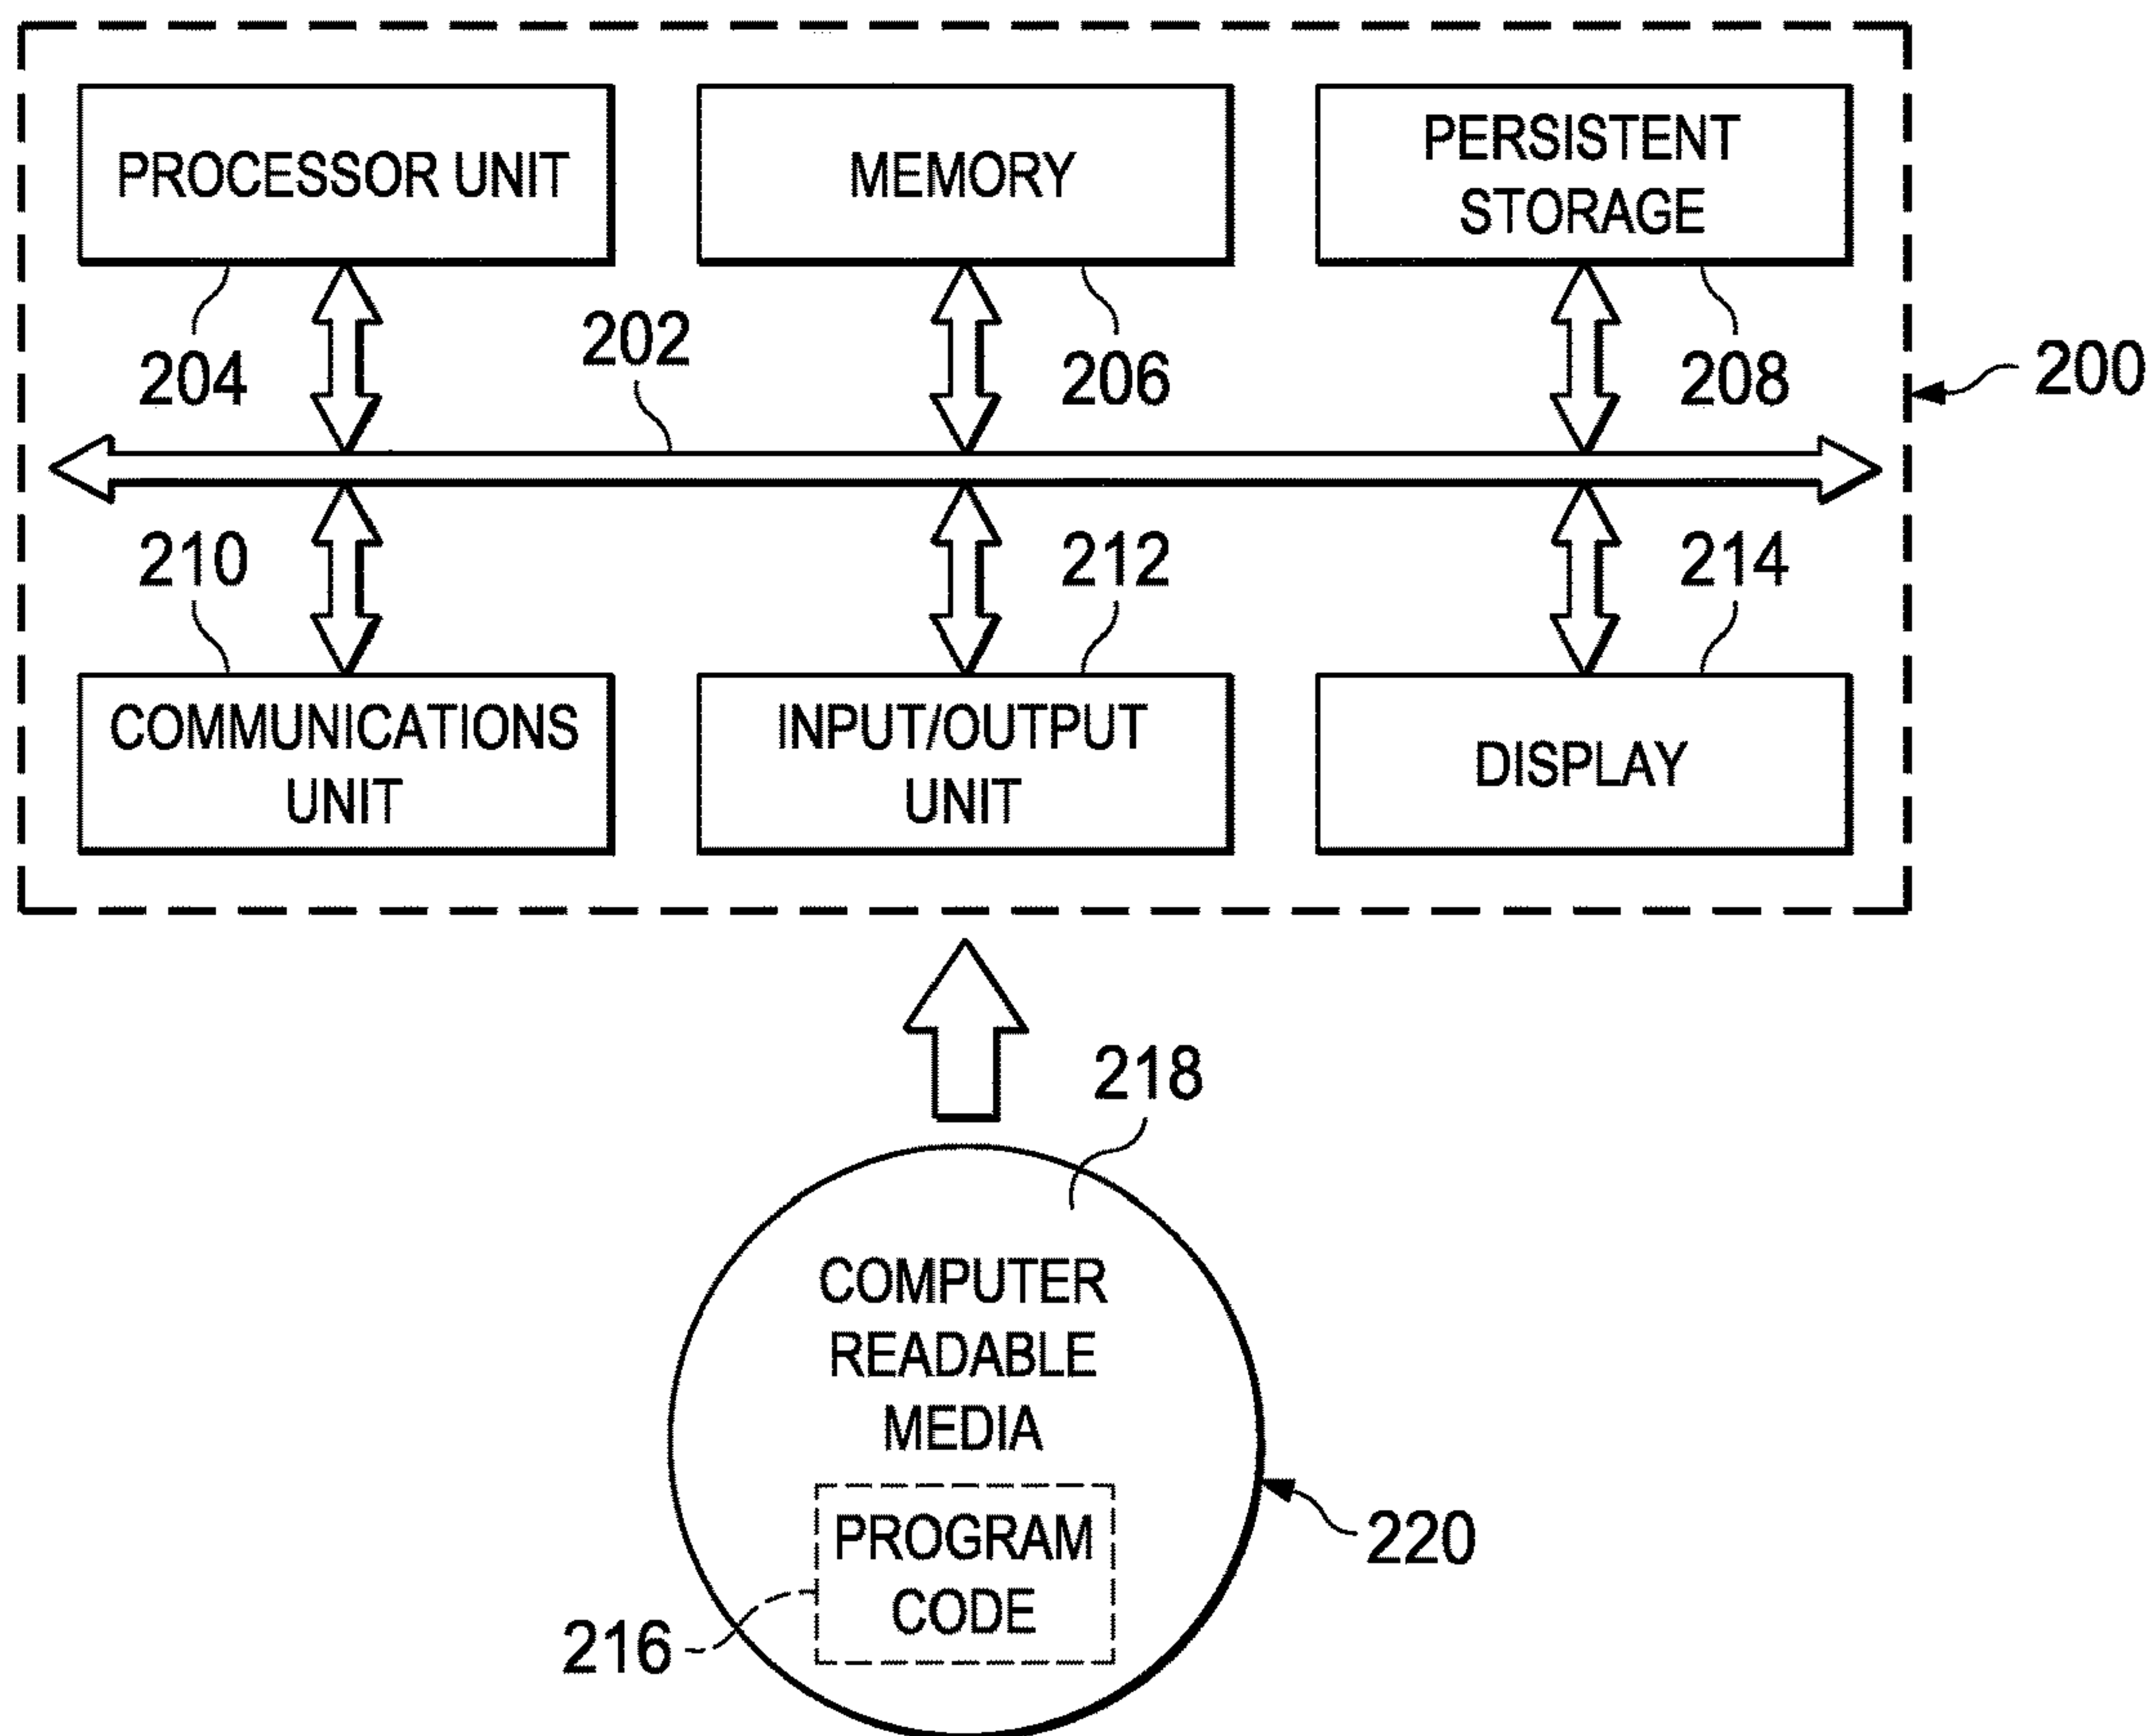 PROCESSOR UNIT
MEMORY
PERSISTENT
STORAGE
204
202
206
208
200
210
212
214
COMMUNICATIONS
UNIT
INPUT/OUTPUT
UNIT
DISPLAY
218
COMPUTER
READABLE
MEDIA
PROGRAM
CODE
220
216